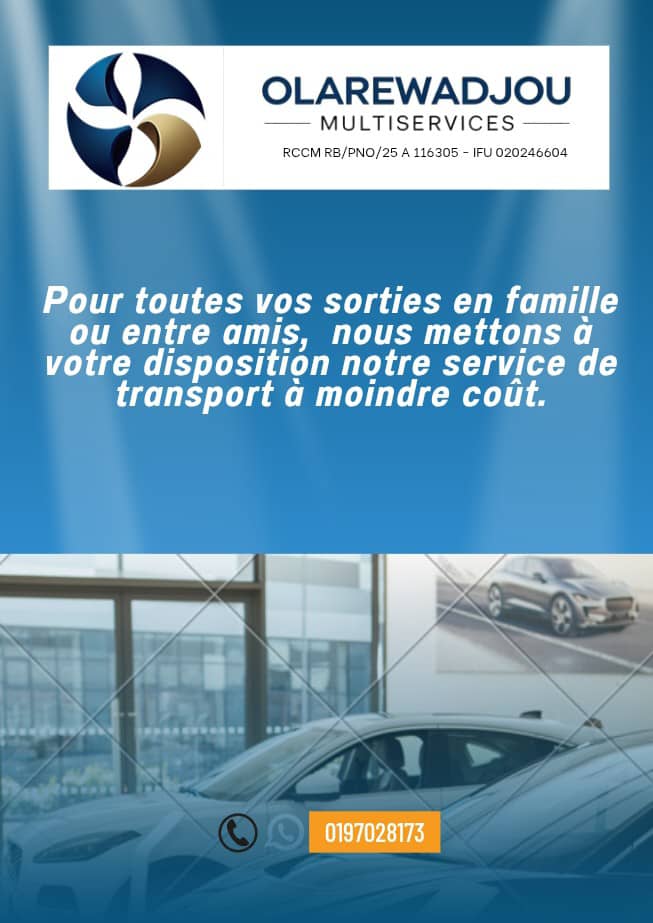 OLAREWADJOU
MULTISERVICES
RCCM RB/PNO/25 A 116305 - IFU 020246604
Pour toutes vos sorties en famille
ou entre amis, nous mettons à
votre disposition notre service de
transport à moindre coût.
0197028173